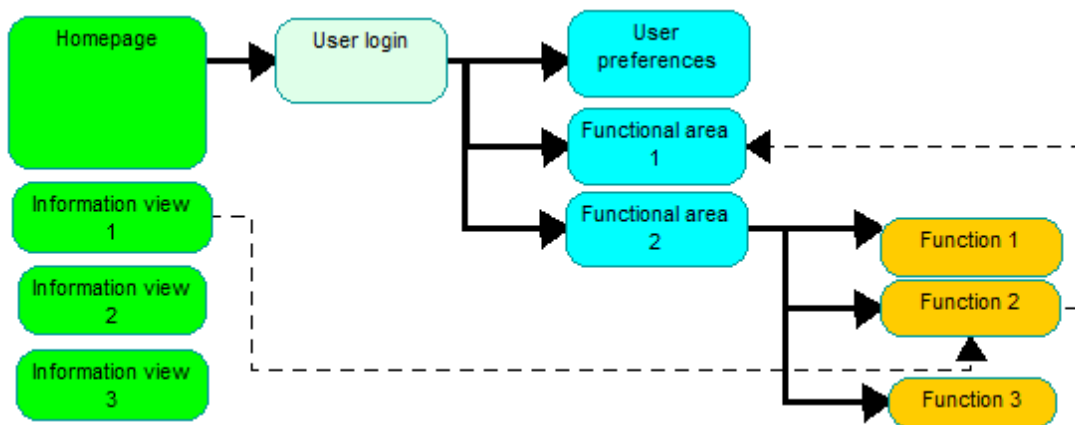 Homepage
User login
User
preferences
Functional area
1
Information view
1
Functional area
2
Function 1
Information view
2
Function 2
Information view
3
Function 3